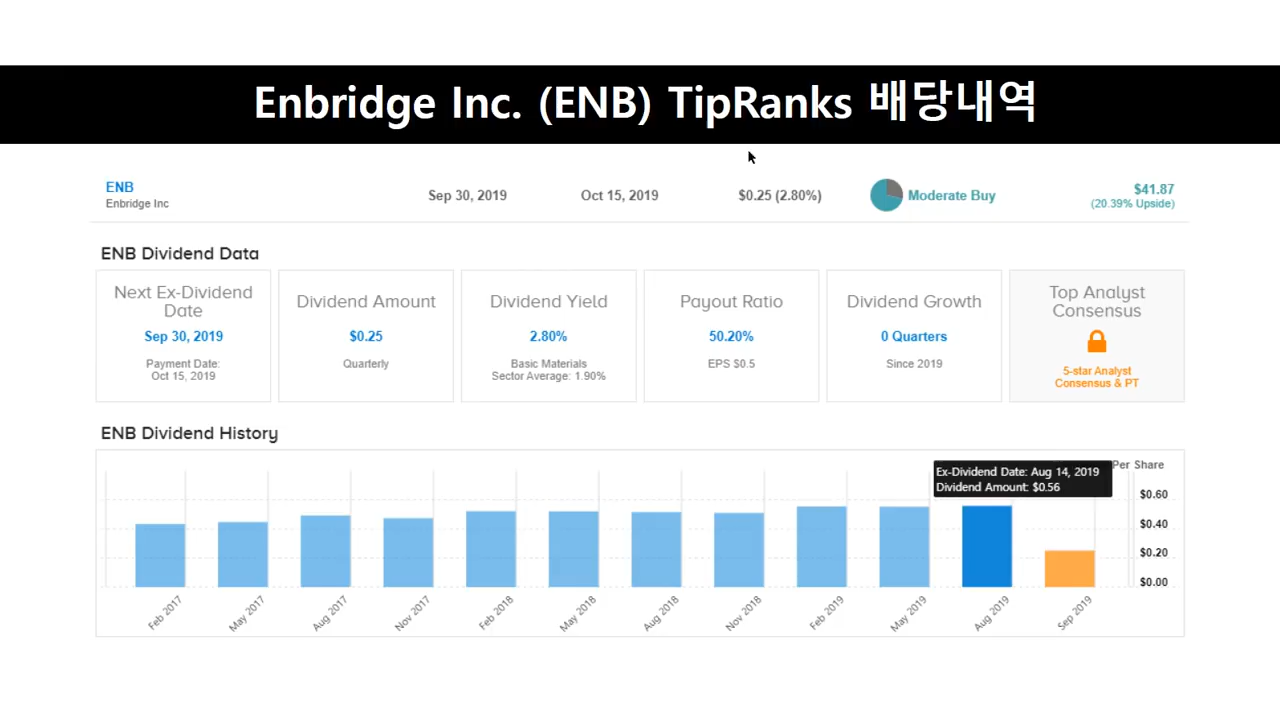 Enbridge Inc. (ENB) TipRanks 배당내역
ENB
Enbridge Inc
Sep 30, 2019
Oct 15, 2019
$0.25 (2.80%)
Moderate Buy
$41.87
(20.39% Upside)
ENB Dividend Data
Next Ex-Dividend
Date
Sep 30, 2019
Payment Date:
Oct 15, 2019
Dividend Amount
$0.25
Quarterly
Dividend Yield
2.80%
Basic Materials
Sector Average: 1.90%
Payout Ratio
50.20%
EPS $0.5
Dividend Growth
0 Quarters
Since 2019
Top Analyst
Consensus
5-star Analyst
Consensus & PT
ENB Dividend History
Ex-Dividend Date: Aug 14, 2019
Dividend Amount: $0.56
Per Share
$0.60
$0.40
$0.20
$0.00
Feb 2017
May 2017
Aug 2017
Nov 2017
Feb 2018
May 2018
Aug 2018
Nov 2018
Feb 2019
May 2019
Aug 2019
Sep 2019